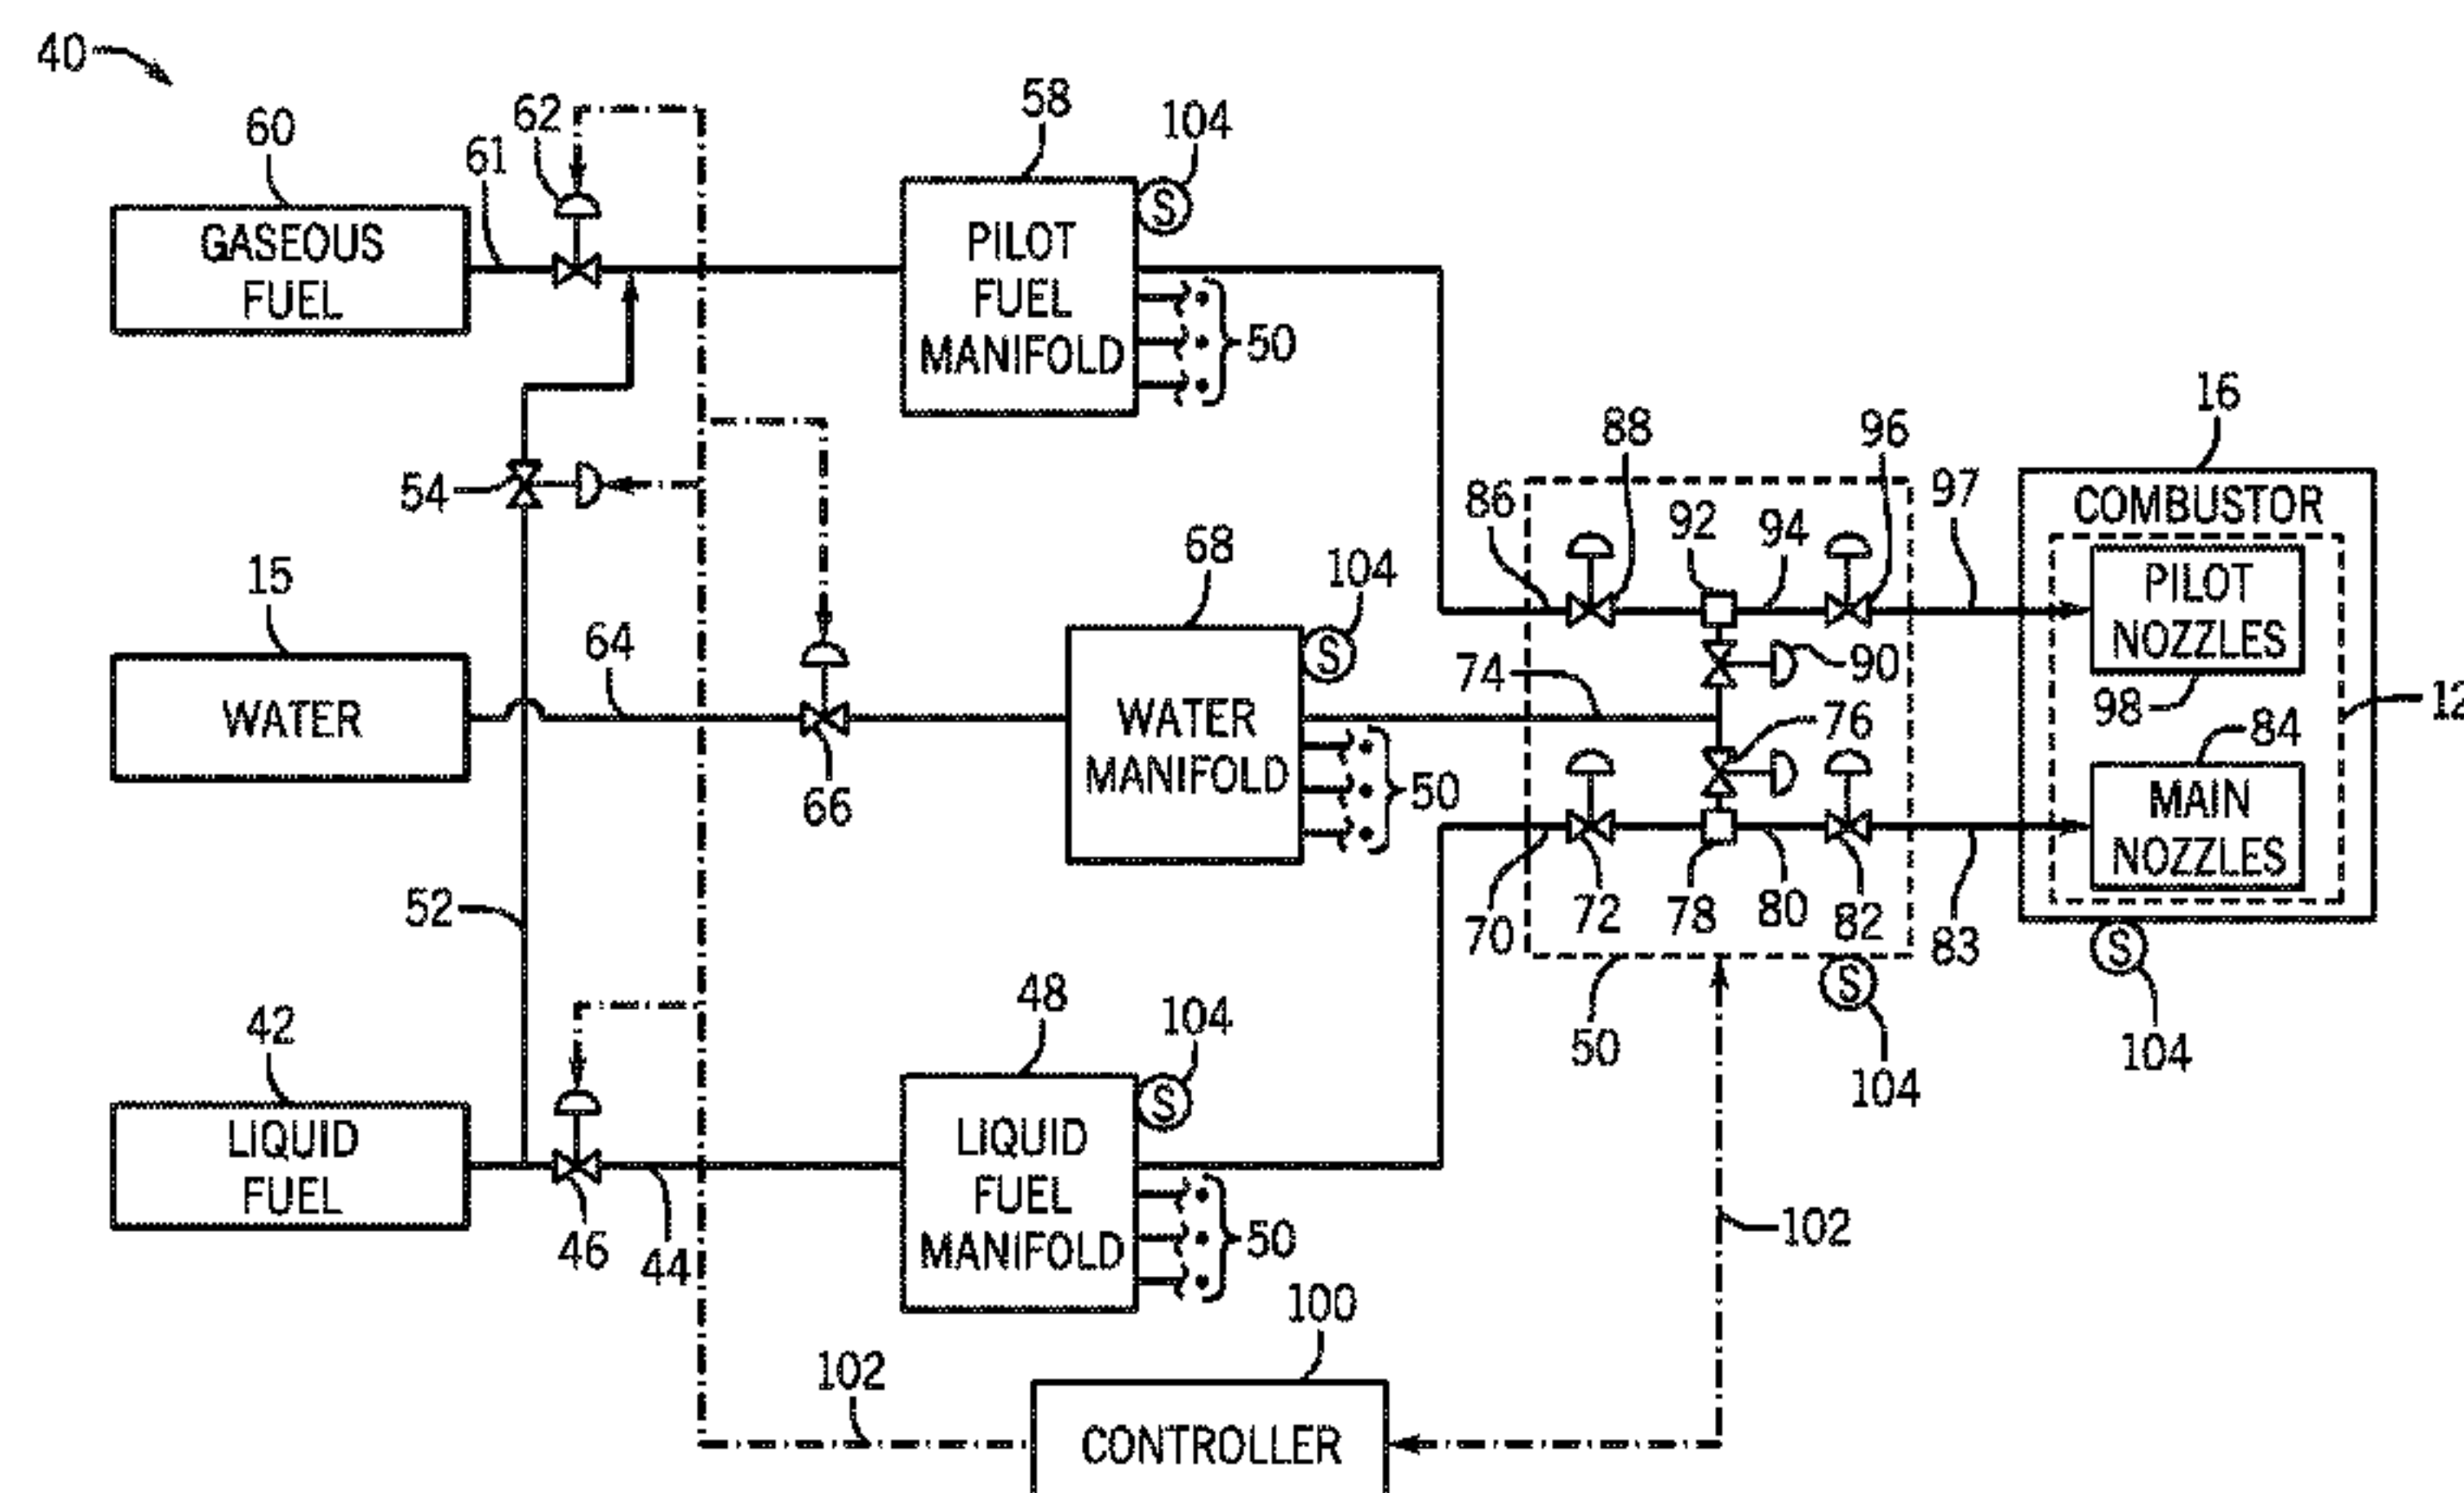 40
60
61
62
58
104
GASEOUS
FUEL
PILOT
FUEL
MANIFOLD
S
50
54
15
64
WATER
66
68
104
WATER
MANIFOLD
S
50
74
86
88
92
94
96
97
90
76
16
COMBUSTOR
PILOT
NOZZLES
98
84
MAIN
NOZZLES
12
S
104
70
72
78
80
82
83
50
S
104
52
42
LIQUID
FUEL
46
44
48
104
LIQUID
FUEL
MANIFOLD
S
50
102
100
CONTROLLER
102